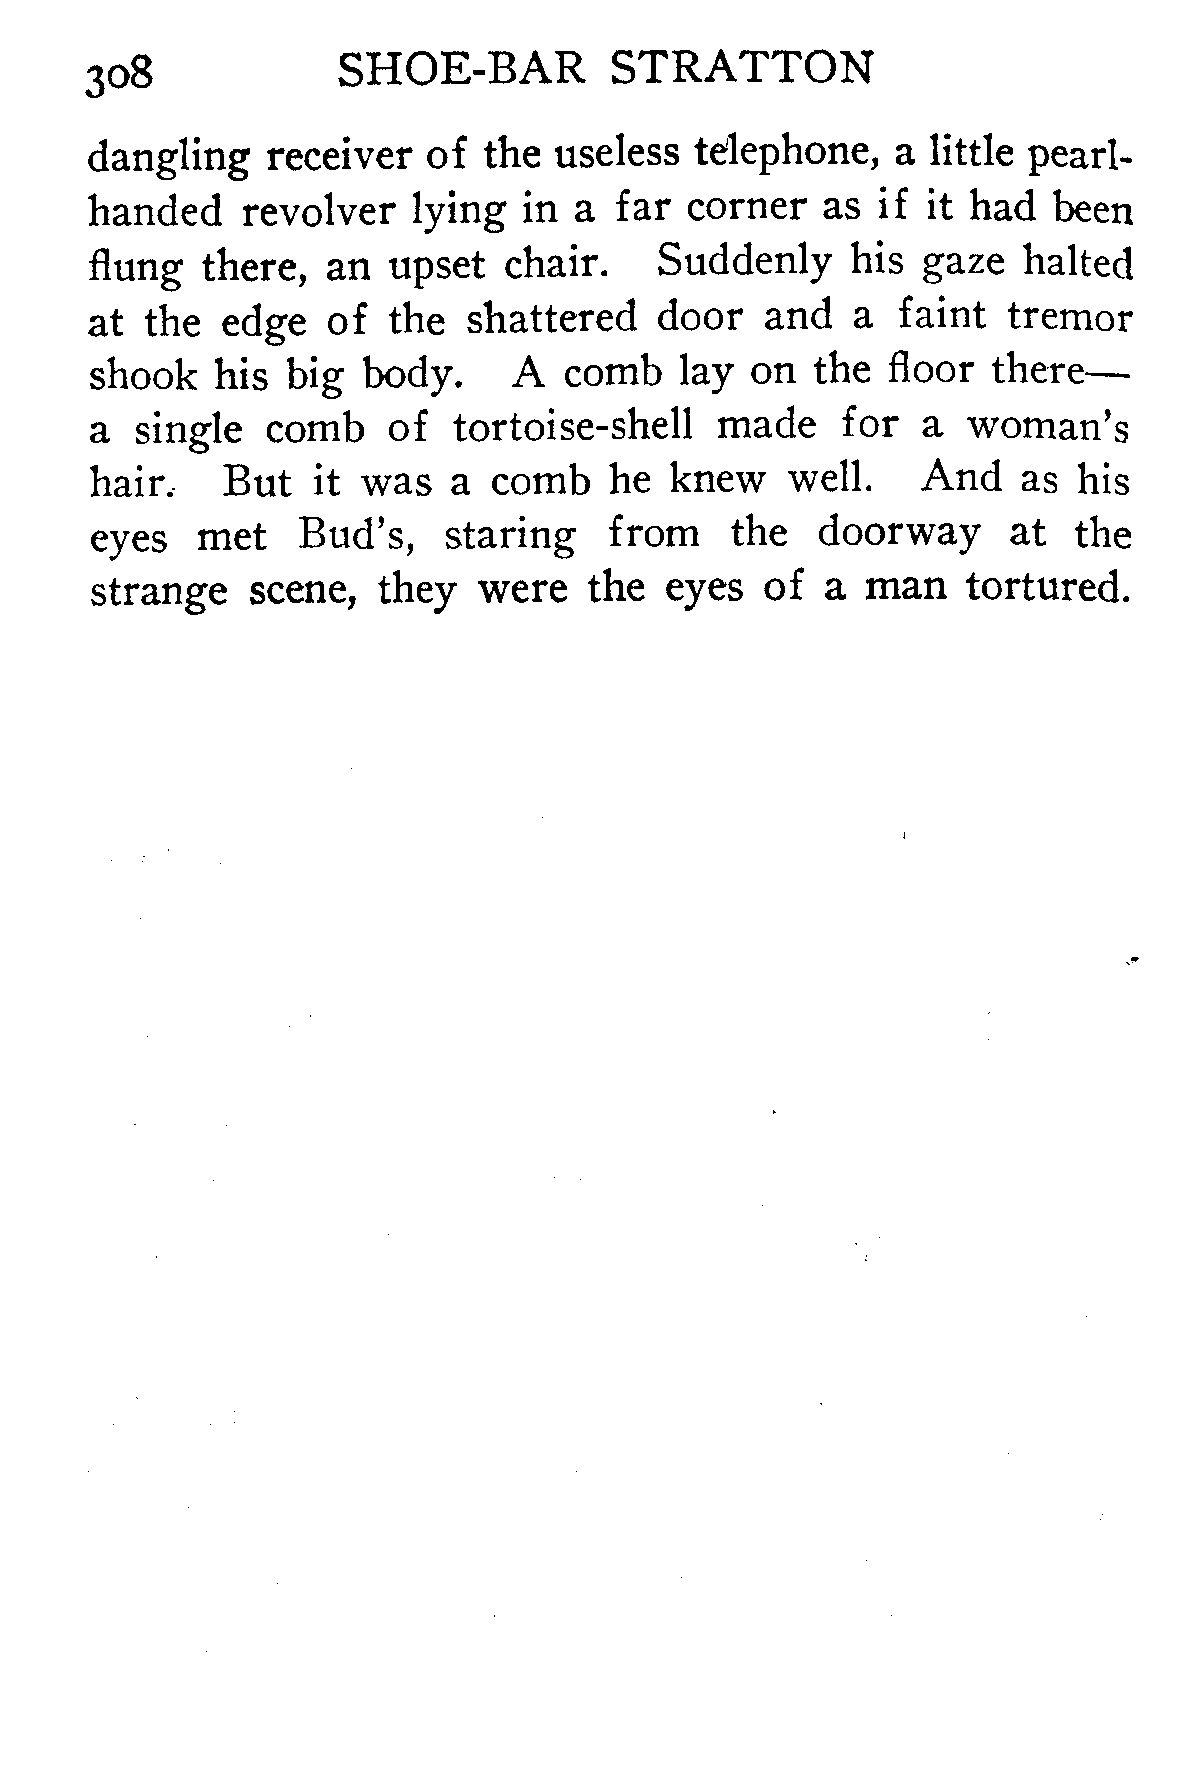 308 SHOE-BAR STRATTON
dangling receiver of the useless telephone, a little pearl-
handed revolver lying in a far corner as if it had been
flung there, an upset chair. Suddenly his gaze halted
at the edge of the shattered door and a faint tremor
shook his big body. A comb lay on the floor there—
a single comb of tortoise-shell made for a woman's
hair. But it was a comb he knew well. And as his
eyes met Bud's, staring from the doorway at the
strange scene, they were the eyes of a man tortured.